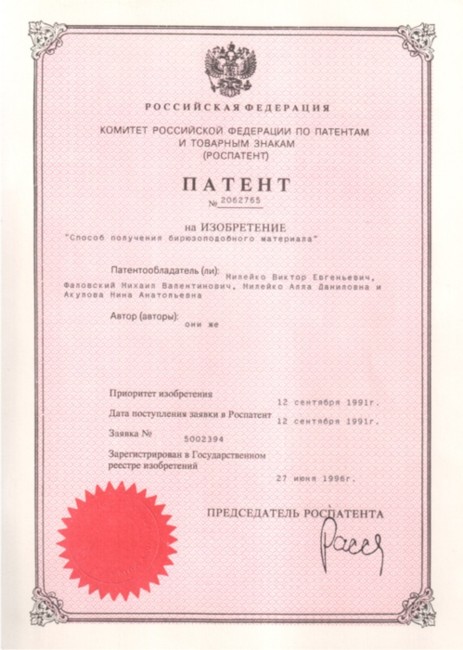 РОССИЙСКАЯ ФЕДЕРАЦИЯ
КОМИТЕТ РОССИЙСКОЙ ФЕДЕРАЦИИ ПО ПАТЕНТАМ
И ТОВАРНЫМ ЗНАКАМ
(РОСПАТЕНТ)
ПАТЕНТ
№ 2062765
на ИЗОБРЕТЕНИЕ
"Способ получения бирюзоподобного материала"
Патентообладатель (ли): Милейко Виктор Евгеньевич,
Фаловский Михаил Валентинович, Милейко Алла Даниловна и
Акулова Нина Анатольевна
Автор (авторы): они же
Приоритет изобретения 12 сентября 1991г.
Дата поступления заявки в Роспатент 12 сентября 1991г.
Заявка № 5002394
Зарегистрирован в Государственном
реестре изобретений 27 июня 1996г.
ПРЕДСЕДАТЕЛЬ РОСПАТЕНТА